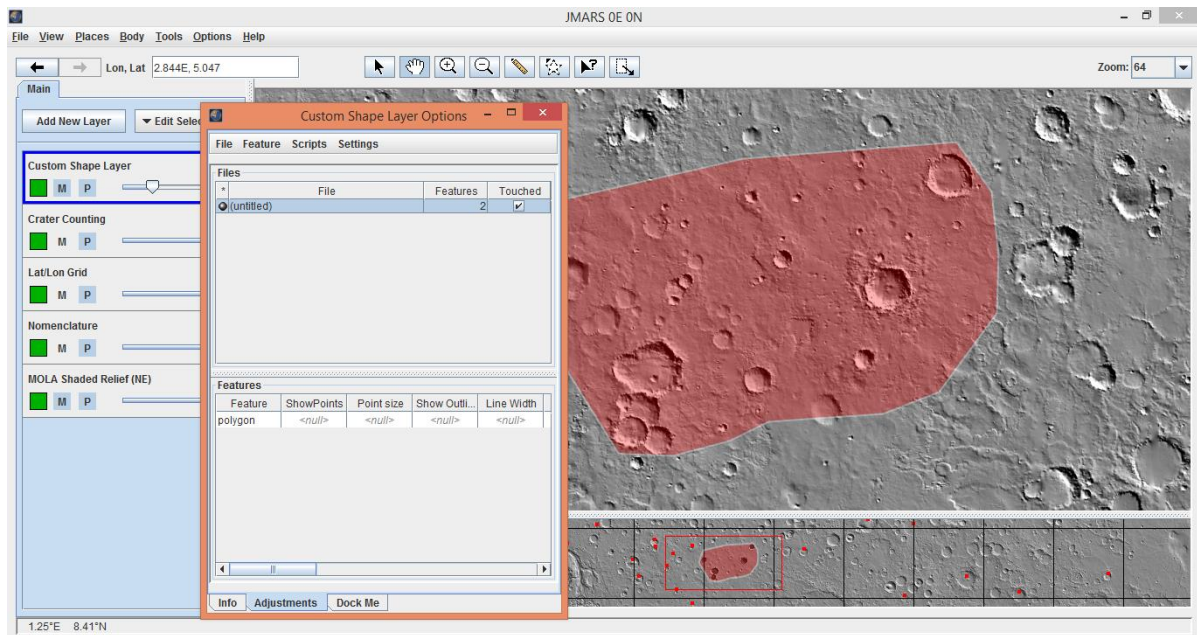 JMARS 0E 0N
File View Places Body Tools Options Help
Lon, Lat 2.844E, 5.047
Zoom: 64
Main
Add New Layer
Edit Selec
Custom Shape Layer
M P
Crater Counting
M P
Lat/Lon Grid
M P
Nomenclature
M P
MOLA Shaded Relief (NE)
M P
Custom Shape Layer Options
File Feature Scripts Settings
Files
* File Features Touched
(untitled) 2
Features
Feature ShowPoints Point size Show Outli... Line Width
polygon <null> <null> <null> <null>
Info Adjustments Dock Me
1.25°E 8.41°N